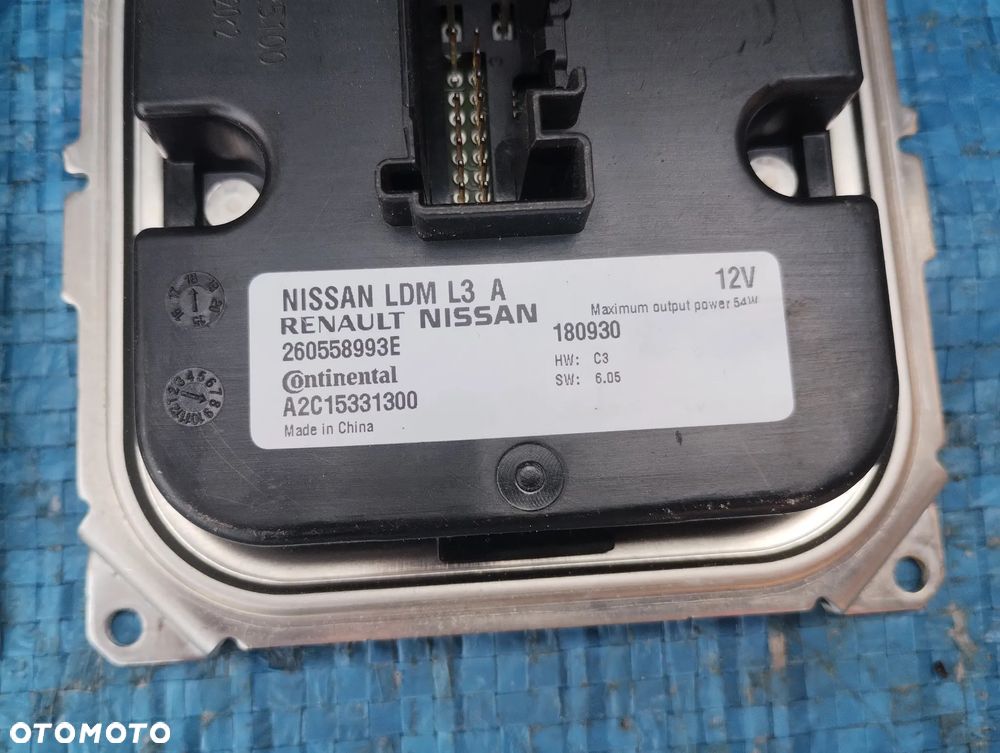 NISSAN LDM L3 A
12V
RENAULT NISSAN
Maximum output power 54W
260558993E
180930
HW: C3
Continental
SW: 6.05
A2C15331300
Made in China
OTOMOTO